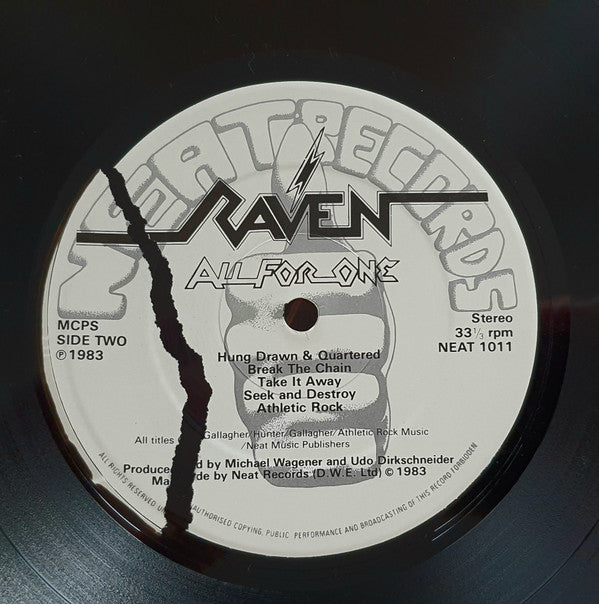 NEAT RECORDS
RAVEN
ALL FOR ONE
MCPS
SIDE TWO
℗ 1983
Stereo
33⅓ rpm
NEAT 1011
Hung Drawn & Quartered
Break The Chain
Take It Away
Seek and Destroy
Athletic Rock
All titles Gallagher/Hunter/Gallagher/Athletic Rock Music
/Neat Music Publishers
Produced by Michael Wagener and Udo Dirkschneider
by Neat Records (D.W.E. Ltd) © 1983
ALL RIGHTS RESERVED COPYING, PUBLIC PERFORMANCE AND BROADCASTING OF THIS RECORD FORBIDDEN